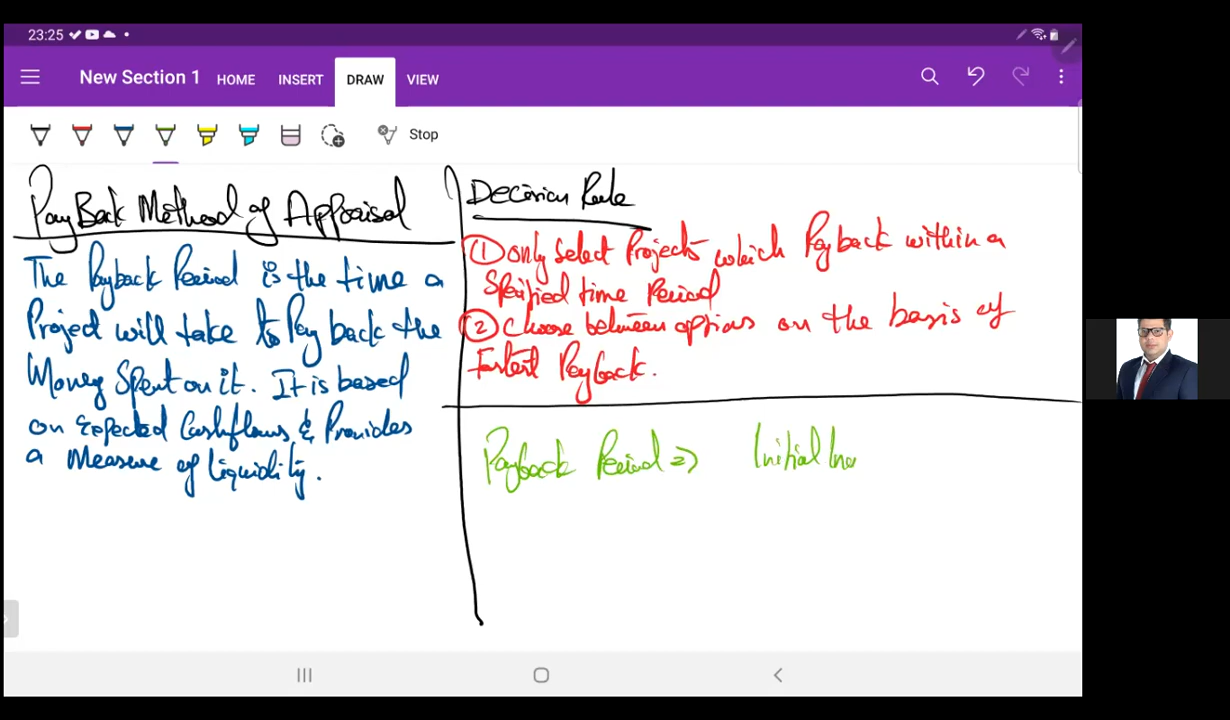 23:25
New Section 1 HOME INSERT DRAW VIEW
Stop
PayBack Method of Appraisal
The Payback Period is the time a
Project will take to Pay back the
Money Spent on it. It is based
on Expected Cashflows & Provides
a Measure of liquidity.
Decision Rule
① only Select Projects which Payback within a
Specified time Period
② Choose between options on the basis of
Fastest Payback.
Payback Period => Initial Inv